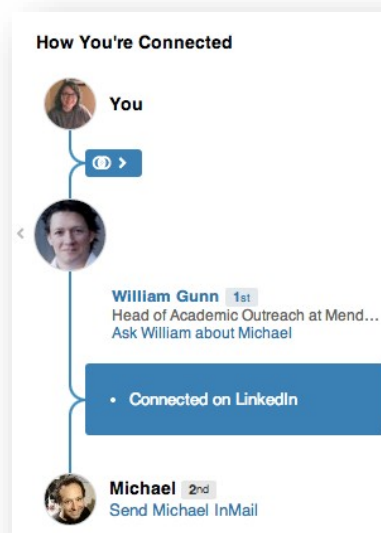 How You're Connected
You
William Gunn 1st
Head of Academic Outreach at Mend...
Ask William about Michael
• Connected on LinkedIn
Michael 2nd
Send Michael InMail